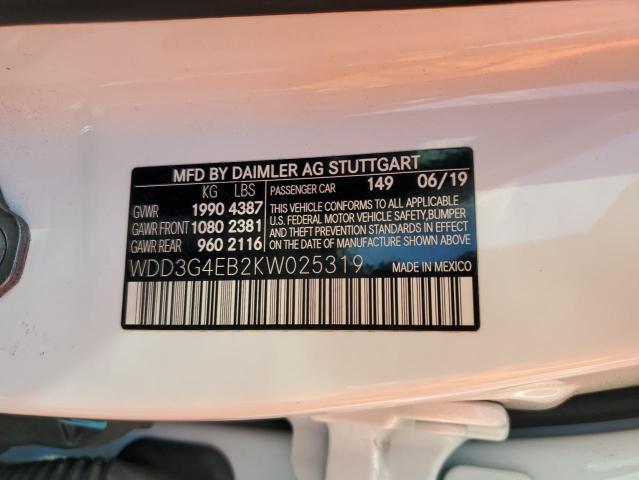 MFD BY DAIMLER AG STUTTGART
KG LBS
PASSENGER CAR 149 06/19
GVWR 1990 4387
GAWR FRONT 1080 2381
GAWR REAR 960 2116
THIS VEHICLE CONFORMS TO ALL APPLICABLE
U.S. FEDERAL MOTOR VEHICLE SAFETY, BUMPER
AND THEFT PREVENTION STANDARDS IN EFFECT
ON THE DATE OF MANUFACTURE SHOWN ABOVE.
WDD3G4EB2KW025319
MADE IN MEXICO